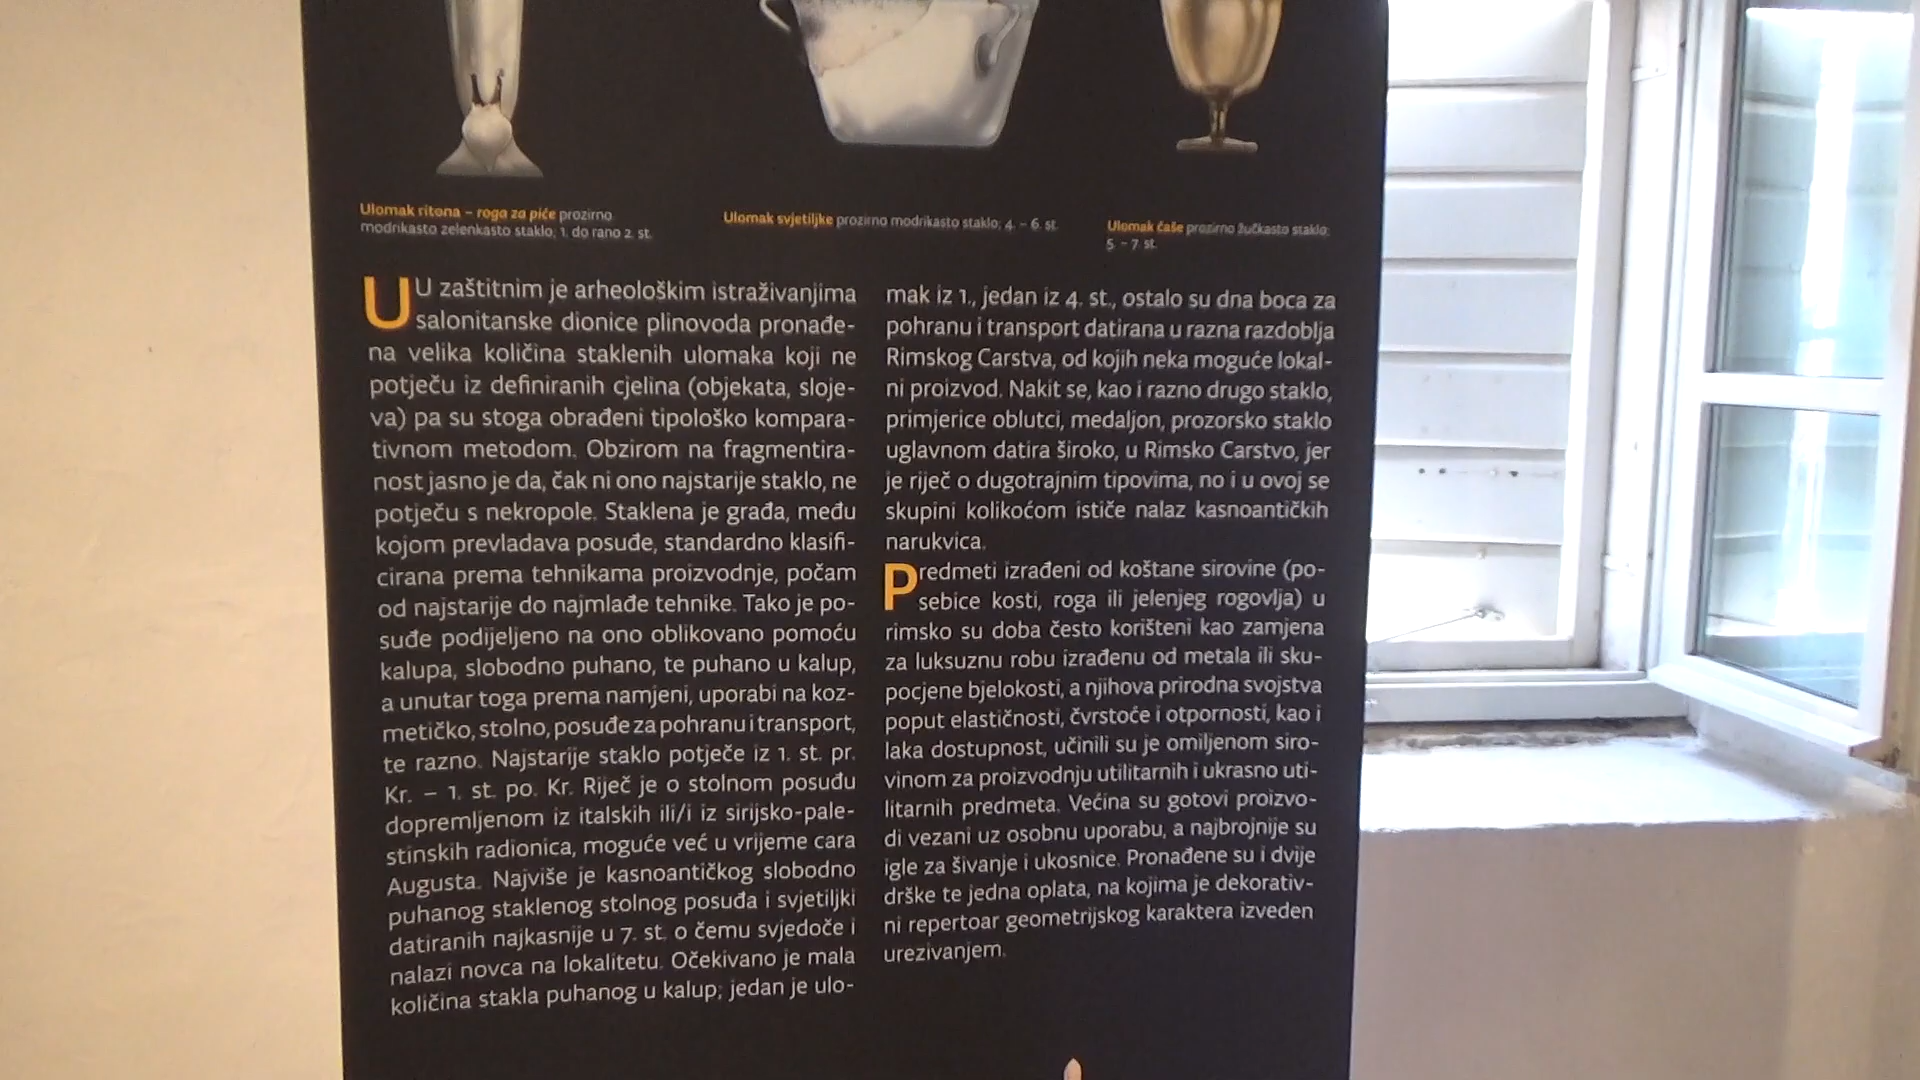 Ulomak ritona – roga za piće prozirno
modrikasto zelenkasto staklo; 1. do rano 2. st.
Ulomak svjetiljke prozirno modrikasto staklo; 4. – 6. st.
Ulomak čaše prozirno žućkasto staklo;
5. – 7. st.
U U zaštitnim je arheološkim istraživanjima
salonitanske dionice plinovoda pronađe-
na velika količina staklenih ulomaka koji ne
potječu iz definiranih cjelina (objekata, sloje-
va) pa su stoga obrađeni tipološko kompara-
tivnom metodom. Obzirom na fragmentira-
nost jasno je da, čak ni ono najstarije staklo, ne
potječu s nekropole. Staklena je građa, među
kojom prevladava posuđe, standardno klasifi-
cirana prema tehnikama proizvodnje, počam
od najstarije do najmlađe tehnike. Tako je po-
suđe podijeljeno na ono oblikovano pomoću
kalupa, slobodno puhano, te puhano u kalup,
a unutar toga prema namjeni, uporabi na koz-
metičko, stolno, posuđe za pohranu i transport,
te razno. Najstarije staklo potječe iz 1. st. pr.
Kr. – 1. st. po. Kr. Riječ je o stolnom posuđu
dopremljenom iz italskih ili/i iz sirijsko-pale-
stinskih radionica, moguće već u vrijeme cara
Augusta. Najviše je kasnoantičkog slobodno
puhanog staklenog stolnog posuđa i svjetiljki
datiranih najkasnije u 7. st. o čemu svjedoče i
nalazi novca na lokalitetu. Očekivano je mala
količina stakla puhanog u kalup; jedan je ulo-
mak iz 1., jedan iz 4. st., ostalo su dna boca za
pohranu i transport datirana u razna razdoblja
Rimskog Carstva, od kojih neka moguće lokal-
ni proizvod. Nakit se, kao i razno drugo staklo,
primjerice oblutci, medaljon, prozorsko staklo
uglavnom datira široko, u Rimsko Carstvo, jer
je riječ o dugotrajnim tipovima, no i u ovoj se
skupini kolikoćom ističe nalaz kasnoantičkih
narukvica.
Predmeti izrađeni od koštane sirovine (po-
sebice kosti, roga ili jelenjeg rogovlja) u
rimsko su doba često korišteni kao zamjena
za luksuznu robu izrađenu od metala ili sku-
pocjene bjelokosti, a njihova prirodna svojstva
poput elastičnosti, čvrstoće i otpornosti, kao i
laka dostupnost, učinili su je omiljenom siro-
vinom za proizvodnju utilitarnih i ukrasno uti-
litarnih predmeta. Većina su gotovi proizvo-
di vezani uz osobnu uporabu, a najbrojnije su
igle za šivanje i ukosnice. Pronađene su i dvije
drške te jedna oplata, na kojima je dekorativ-
ni repertoar geometrijskog karaktera izveden
urezivanjem.